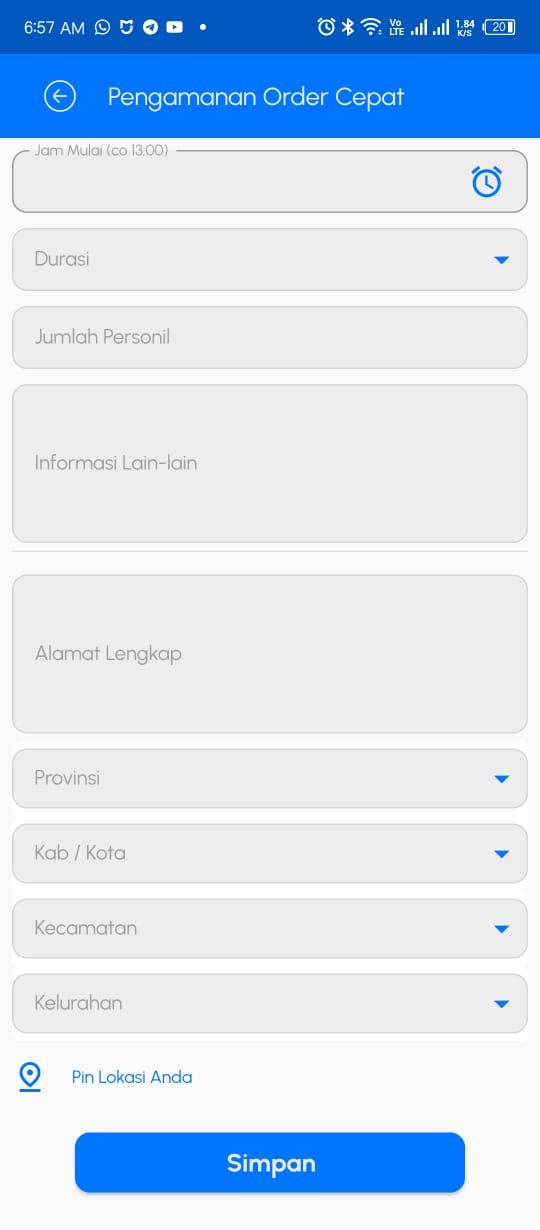 6:57 AM
Vo
LTE
1.84
K/S
20
Pengamanan Order Cepat
Jam Mulai (co 13:00)
Durasi
Jumlah Personil
Informasi Lain-lain
Alamat Lengkap
Provinsi
Kab / Kota
Kecamatan
Kelurahan
Pin Lokasi Anda
Simpan